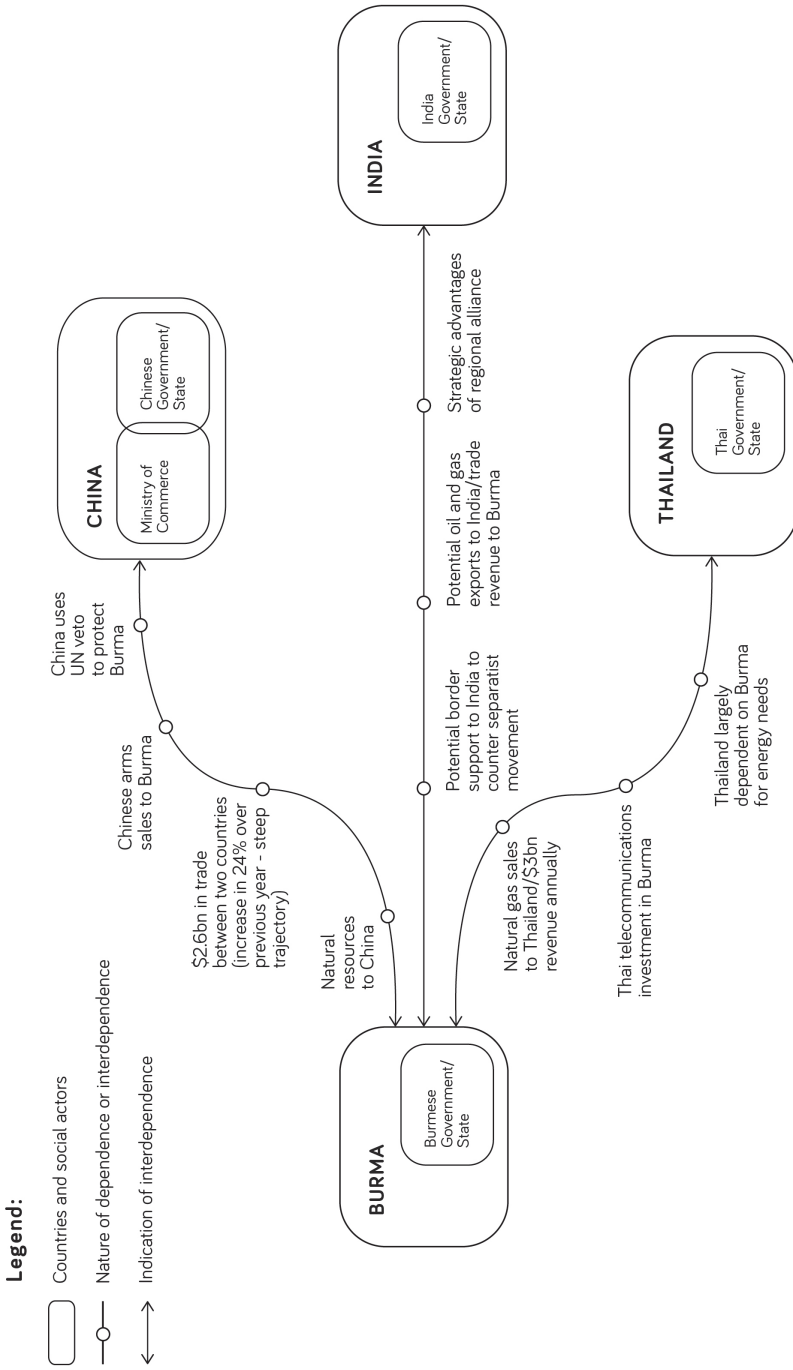 Legend:
Countries and social actors
Nature of dependence or interdependence
Indication of interdependence
BURMA
Burmese
Government/
State
Natural
resources
to China
$2.6bn in trade
between two countries
(increase in 24% over
previous year - steep
trajectory)
Chinese arms
sales to Burma
China uses
UN veto
to protect
Burma
CHINA
Ministry of
Commerce
Chinese
Government/
State
Potential border
support to India to
counter separatist
movement
Potential oil and gas
exports to India/trade
revenue to Burma
Strategic advantages
of regional alliance
INDIA
India
Government/
State
Natural gas sales
to Thailand/$3bn
revenue annually
Thai telecommunications
investment in Burma
Thailand largely
dependent on Burma
for energy needs
THAILAND
Thai
Government/
State